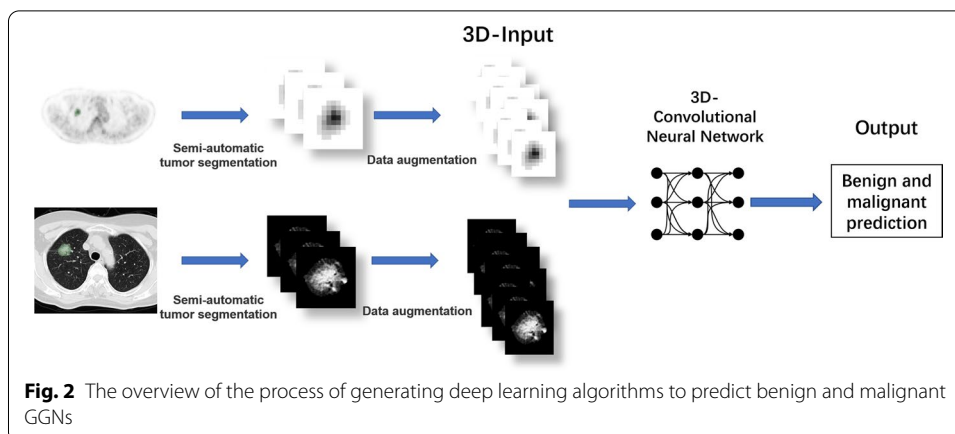 3D-Input
Semi-automatic
tumor segmentation
Data augmentation
3D-
Convolutional
Neural Network
Output
Benign and
malignant
prediction
Semi-automatic
tumor segmentation
Data augmentation
Fig. 2 The overview of the process of generating deep learning algorithms to predict benign and malignant
GGNs